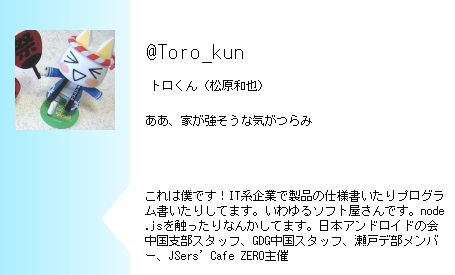 @Toro_kun
トロくん（松原和也）
ああ、家が強そうな気がつらみ
これは僕です！IT系企業で製品の仕様書いたりプログラ
ム書いたりしてます。いわゆるソフト屋さんです。node
.jsを触ったりなんかしてます。日本アンドロイドの会
中国支部スタッフ、GDG中国スタッフ、瀬戸デ部メンバ
ー、JSers’Cafe ZERO主催